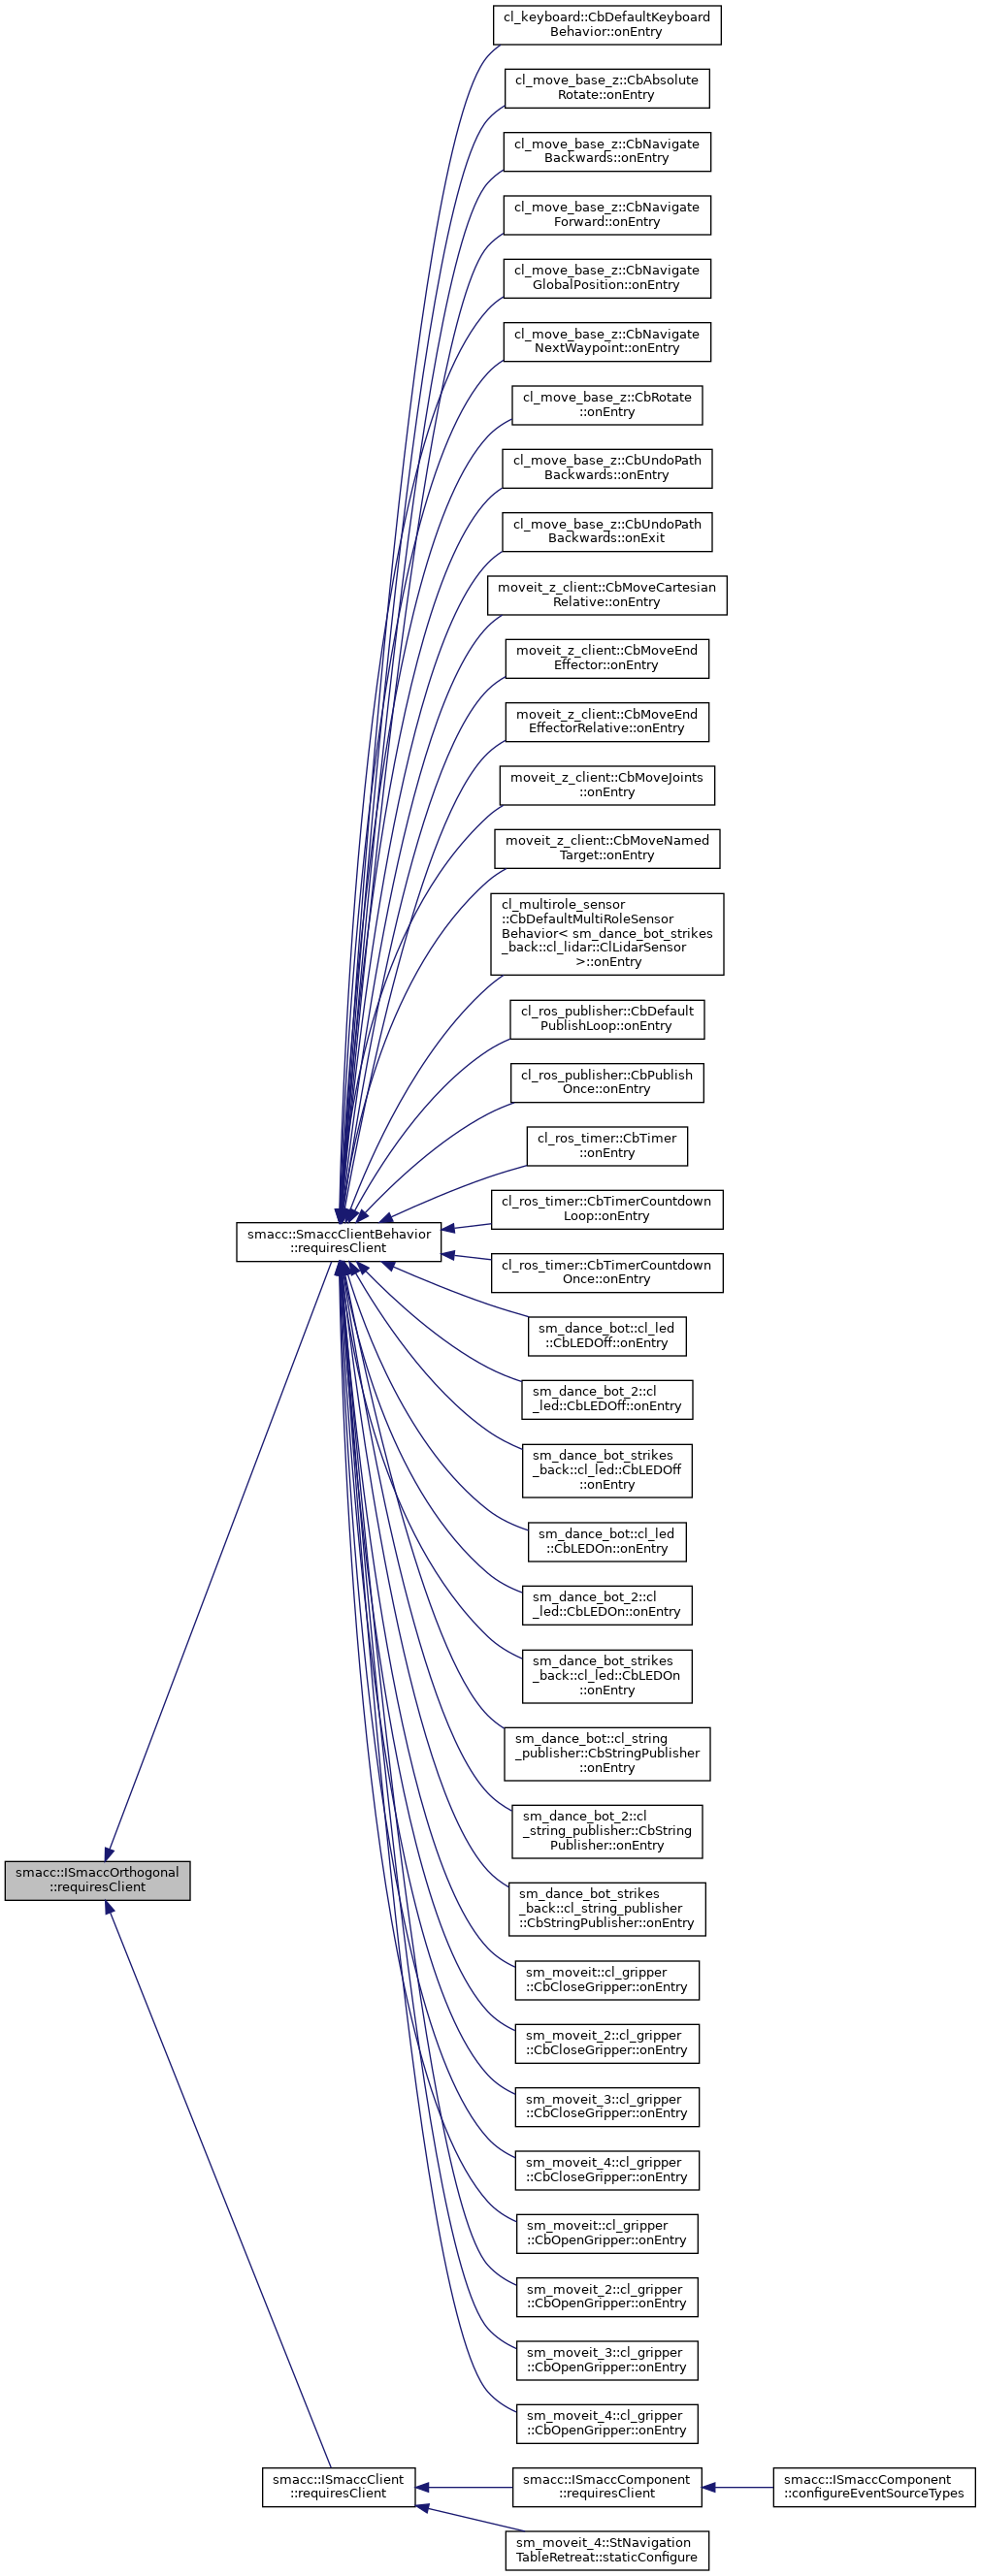 cl_keyboard::CbDefaultKeyboard
Behavior::onEntry
cl_move_base_z::CbAbsolute
Rotate::onEntry
cl_move_base_z::CbNavigate
Backwards::onEntry
cl_move_base_z::CbNavigate
Forward::onEntry
cl_move_base_z::CbNavigate
GlobalPosition::onEntry
cl_move_base_z::CbNavigate
NextWaypoint::onEntry
cl_move_base_z::CbRotate
::onEntry
cl_move_base_z::CbUndoPath
Backwards::onEntry
cl_move_base_z::CbUndoPath
Backwards::onExit
moveit_z_client::CbMoveCartesian
Relative::onEntry
moveit_z_client::CbMoveEnd
Effector::onEntry
moveit_z_client::CbMoveEnd
EffectorRelative::onEntry
moveit_z_client::CbMoveJoints
::onEntry
moveit_z_client::CbMoveNamed
Target::onEntry
cl_multirole_sensor
::CbDefaultMultiRoleSensor
Behavior< sm_dance_bot_strikes
_back::cl_lidar::ClLidarSensor
>::onEntry
cl_ros_publisher::CbDefault
PublishLoop::onEntry
cl_ros_publisher::CbPublish
Once::onEntry
cl_ros_timer::CbTimer
::onEntry
cl_ros_timer::CbTimerCountdown
Loop::onEntry
smacc::SmaccClientBehavior
::requiresClient
cl_ros_timer::CbTimerCountdown
Once::onEntry
sm_dance_bot::cl_led
::CbLEDOff::onEntry
sm_dance_bot_2::cl
_led::CbLEDOff::onEntry
sm_dance_bot_strikes
_back::cl_led::CbLEDOff
::onEntry
sm_dance_bot::cl_led
::CbLEDOn::onEntry
sm_dance_bot_2::cl
_led::CbLEDOn::onEntry
sm_dance_bot_strikes
_back::cl_led::CbLEDOn
::onEntry
sm_dance_bot::cl_string
_publisher::CbStringPublisher
::onEntry
sm_dance_bot_2::cl
_string_publisher::CbString
Publisher::onEntry
smacc::ISmaccOrthogonal
::requiresClient
sm_dance_bot_strikes
_back::cl_string_publisher
::CbStringPublisher::onEntry
sm_moveit::cl_gripper
::CbCloseGripper::onEntry
sm_moveit_2::cl_gripper
::CbCloseGripper::onEntry
sm_moveit_3::cl_gripper
::CbCloseGripper::onEntry
sm_moveit_4::cl_gripper
::CbCloseGripper::onEntry
sm_moveit::cl_gripper
::CbOpenGripper::onEntry
sm_moveit_2::cl_gripper
::CbOpenGripper::onEntry
sm_moveit_3::cl_gripper
::CbOpenGripper::onEntry
sm_moveit_4::cl_gripper
::CbOpenGripper::onEntry
smacc::ISmaccClient
::requiresClient
smacc::ISmaccComponent
::requiresClient
smacc::ISmaccComponent
::configureEventSourceTypes
sm_moveit_4::StNavigation
TableRetreat::staticConfigure